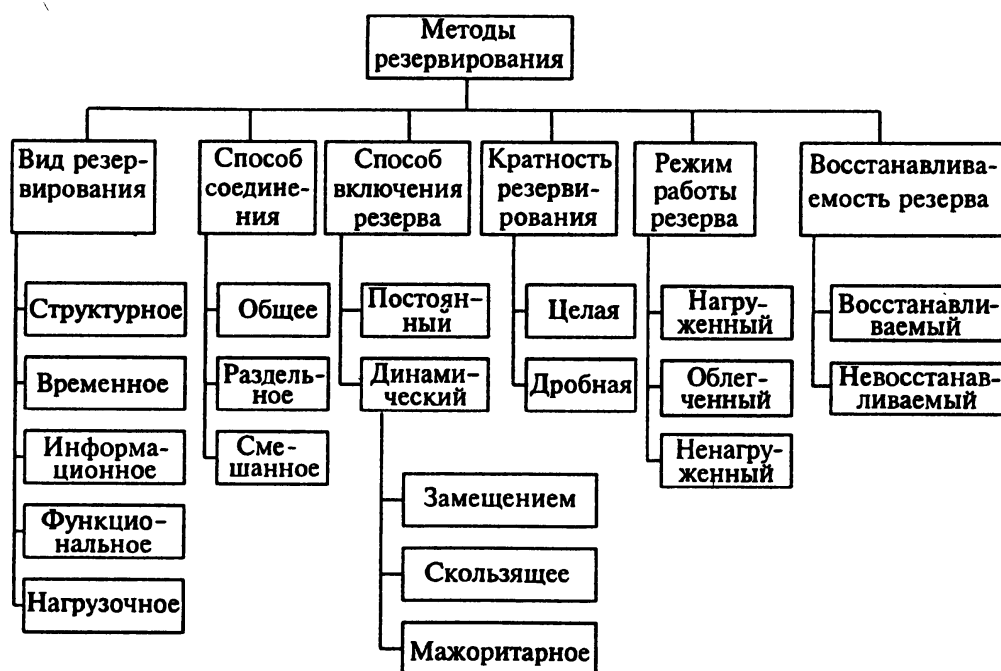 Методы
резервирования
Вид резер-
вирования
Способ
соедине-
ния
Способ
включения
резерва
Кратность
резерви-
рования
Режим
работы
резерва
Восстанавлива-
емость резерва
Структурное
Временное
Информа-
ционное
Функцио-
нальное
Нагрузочное
Общее
Раздель-
ное
Сме-
шанное
Постоян-
ный
Динами-
ческий
Замещением
Скользящее
Мажоритарное
Целая
Дробная
Нагру-
женный
Облег-
ченный
Ненагру-
женный
Восстанавли-
ваемый
Невосстанав-
ливаемый